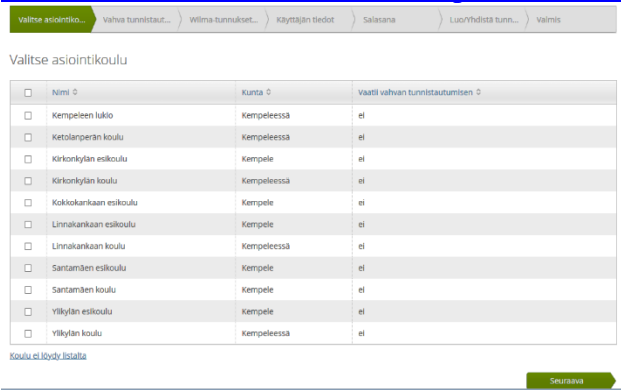 Valitse asiointiko... Vahva tunnistaut... Wilma-tunnukset... Käyttäjän tiedot Salasana Luo/Yhdistä tunn... Valmis
Valitse asiointikoulu
Nimi Kunta Vaatii vahvan tunnistautumisen
Kempeleen lukio Kempeleessä ei
Ketolanperän koulu Kempeleessä ei
Kirkonkylän esikoulu Kempele ei
Kirkonkylän koulu Kempeleessä ei
Kokkokankaan esikoulu Kempele ei
Linnakankaan esikoulu Kempele ei
Linnakankaan koulu Kempeleessä ei
Santamäen esikoulu Kempele ei
Santamäen koulu Kempele ei
Ylikylän esikoulu Kempele ei
Ylikylän koulu Kempeleessä ei
Koulu ei löydy listalta
Seuraava